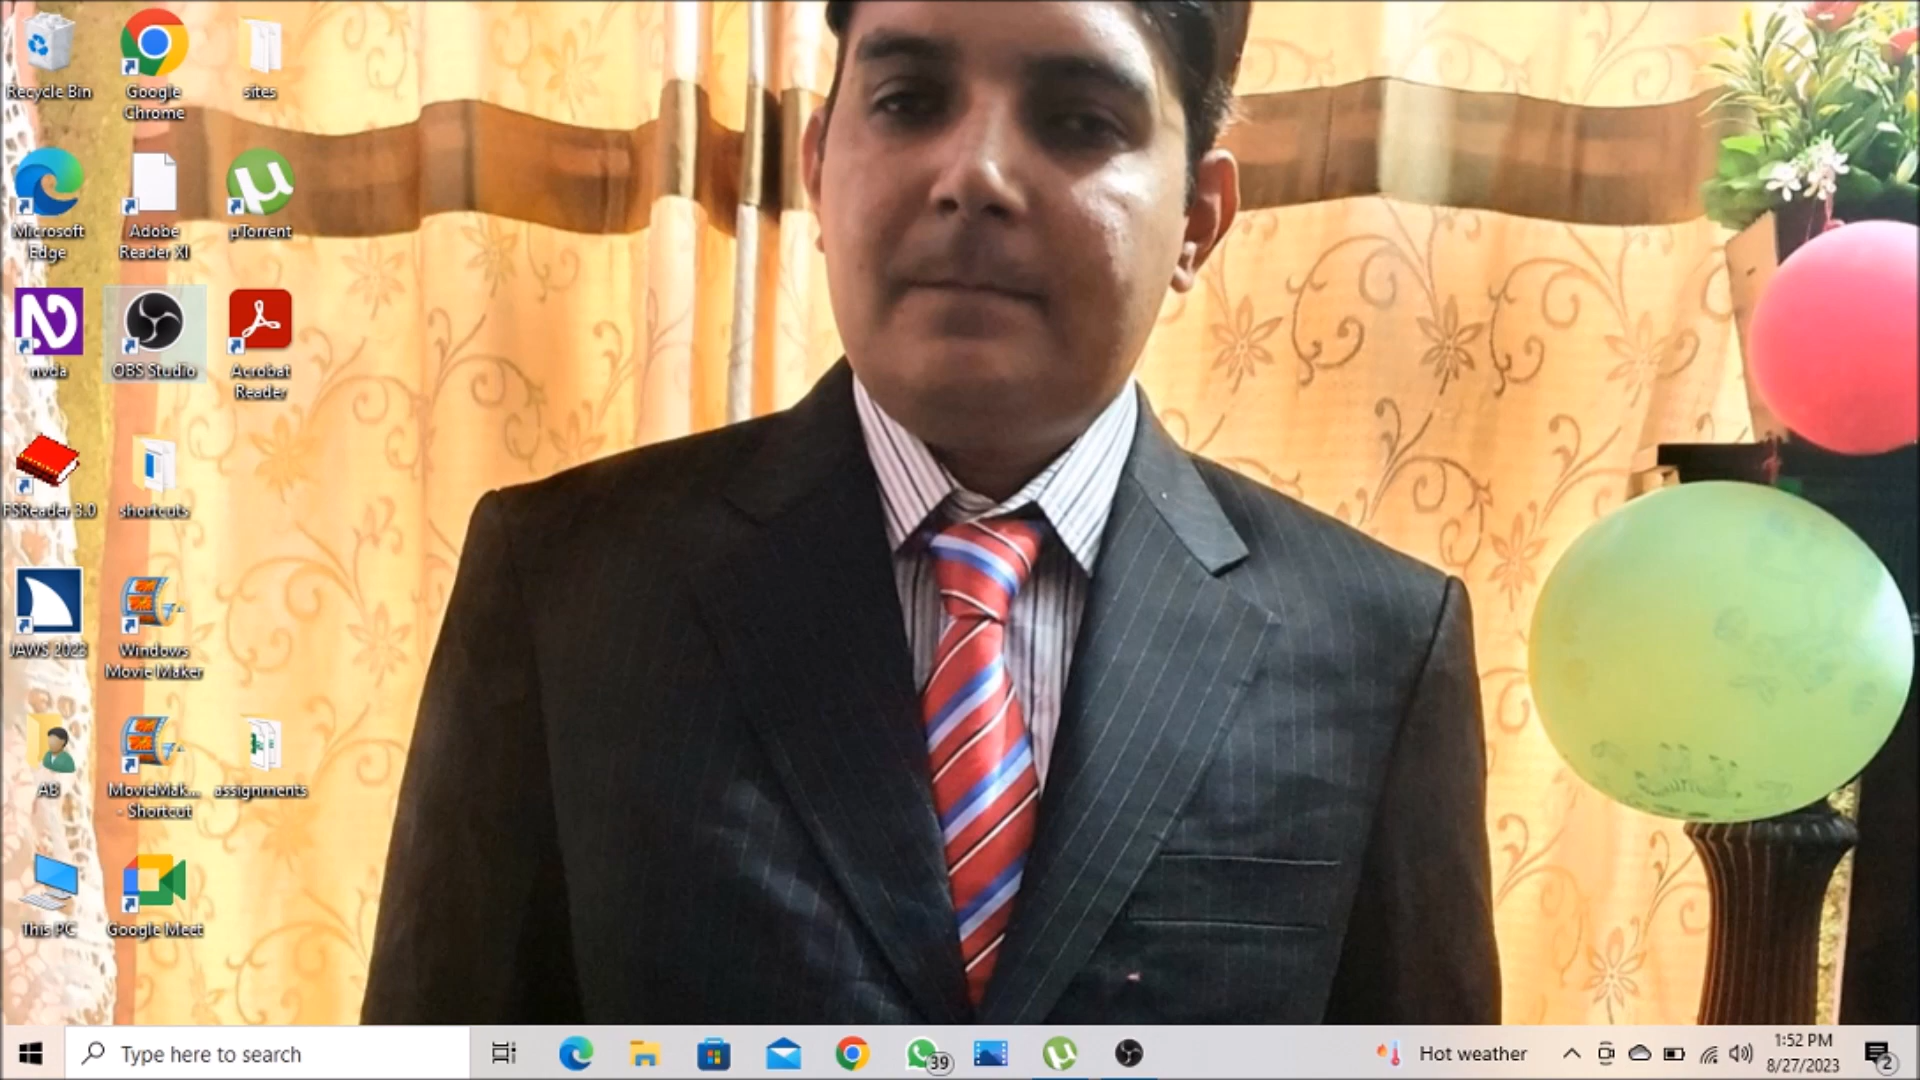 Recycle Bin
Google
Chrome
sites
Microsoft
Edge
Adobe
Reader XI
µTorrent
nvda
OBS Studio
Acrobat
Reader
FSReader 3.0
shortcuts
JAWS 2023
Windows
Movie Maker
AB
MovieMak...
- Shortcut
assignments
This PC
Google Meet
Type here to search
39
Hot weather
1:52 PM
8/27/2023
2